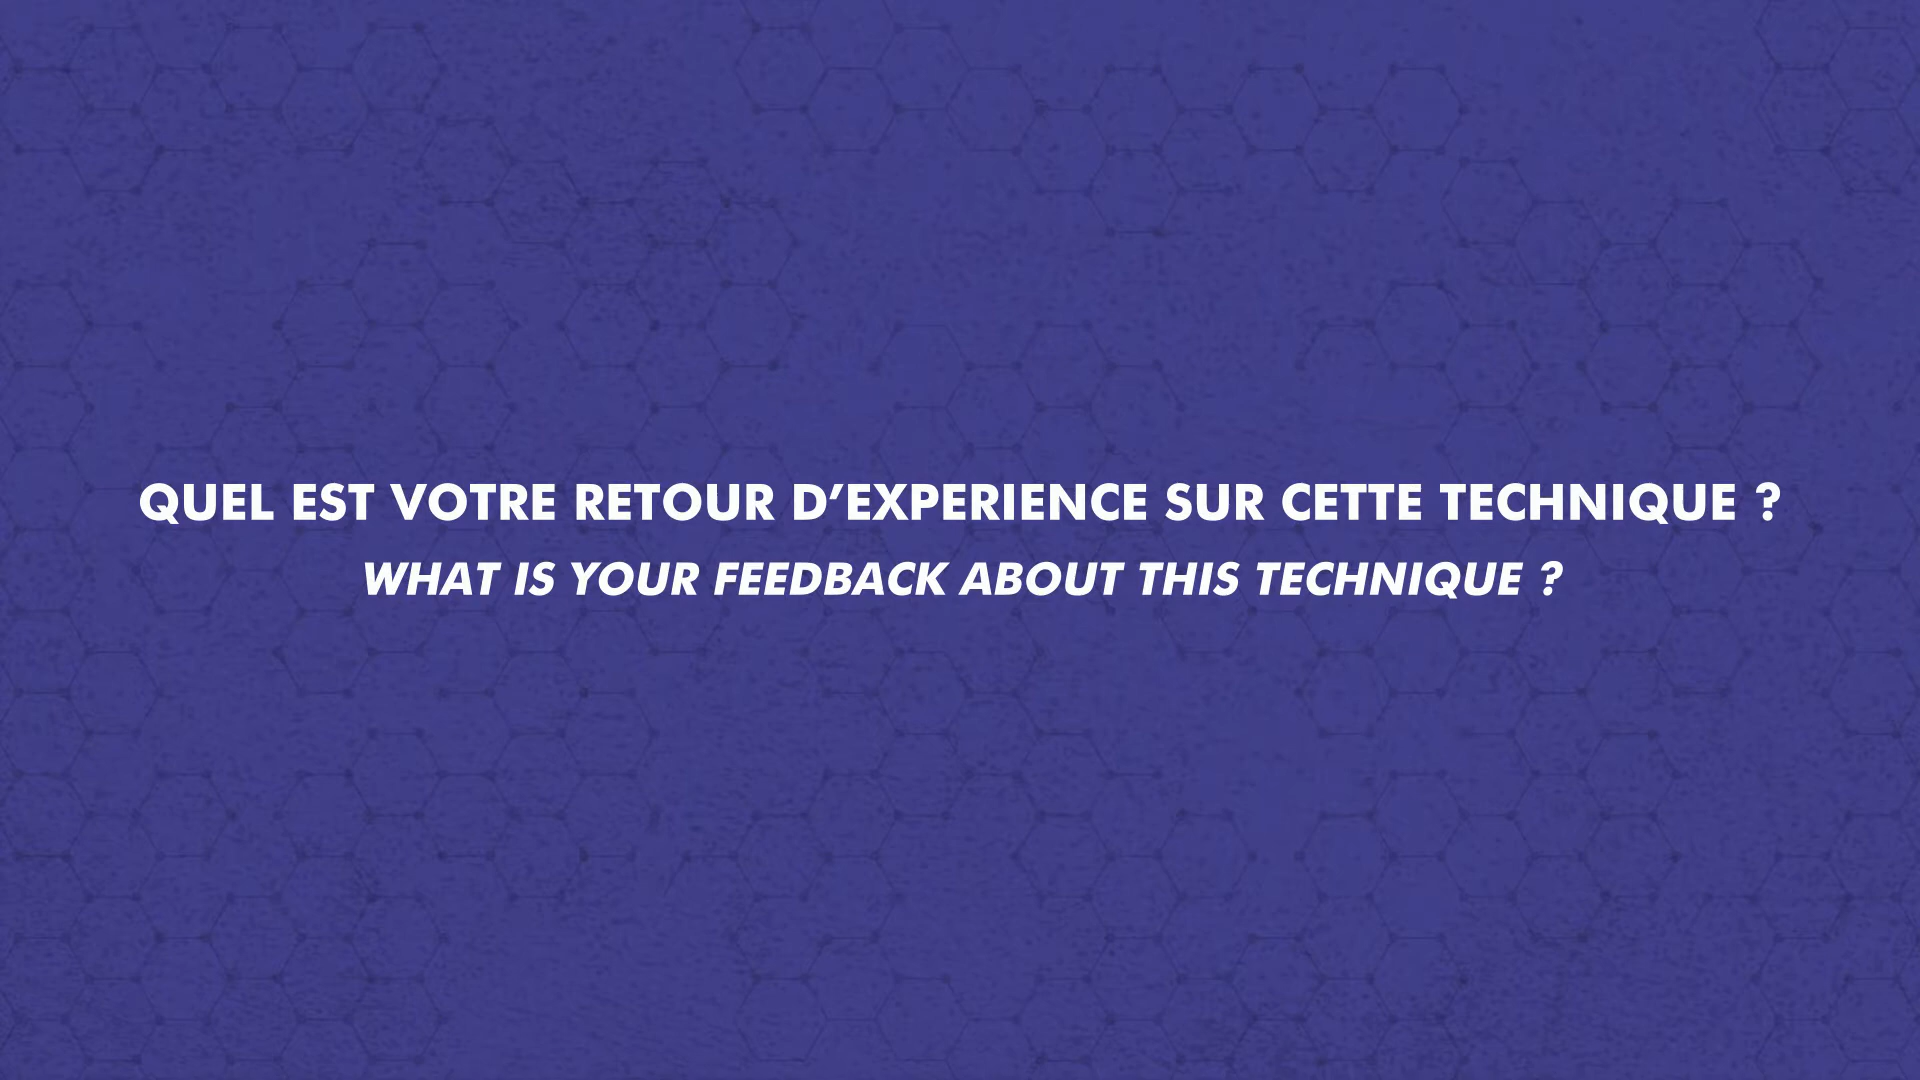 QUEL EST VOTRE RETOUR D’EXPERIENCE SUR CETTE TECHNIQUE ?
WHAT IS YOUR FEEDBACK ABOUT THIS TECHNIQUE ?